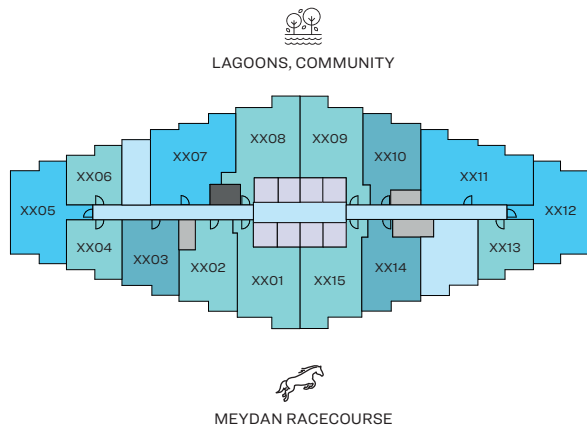 LAGOONS, COMMUNITY
XX08 XX09
XX07 XX10
XX06 XX11
XX05 XX12
XX04 XX03 XX02 XX01 XX15 XX14 XX13
MEYDAN RACECOURSE